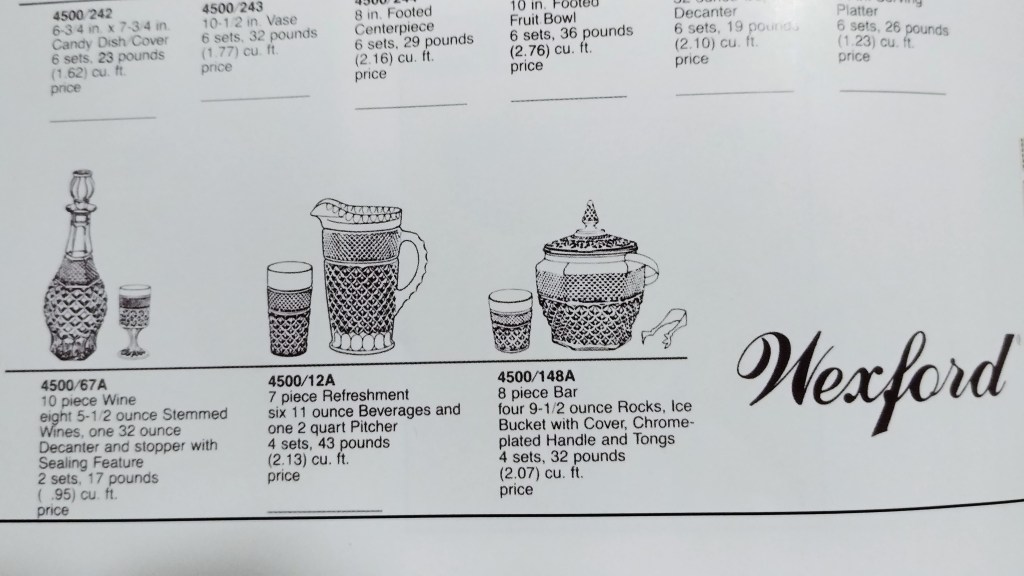 4500/242
6-3/4 in. x 7-3/4 in.
Candy Dish/Cover
6 sets, 23 pounds
(1.62) cu. ft.
price
4500/243
10-1/2 in. Vase
6 sets, 32 pounds
(1.77) cu. ft.
price
8 in. Footed
Centerpiece
6 sets, 29 pounds
(2.16) cu. ft.
price
10 in. Footed
Fruit Bowl
6 sets, 36 pounds
(2.76) cu. ft.
price
Decanter
6 sets, 19 pounds
(2.10) cu. ft.
price
Platter
6 sets, 26 pounds
(1.23) cu. ft.
price
4500/67A
10 piece Wine
eight 5-1/2 ounce Stemmed
Wines, one 32 ounce
Decanter and stopper with
Sealing Feature
2 sets, 17 pounds
( .95) cu. ft.
price
4500/12A
7 piece Refreshment
six 11 ounce Beverages and
one 2 quart Pitcher
4 sets, 43 pounds
(2.13) cu. ft.
price
4500/148A
8 piece Bar
four 9-1/2 ounce Rocks, Ice
Bucket with Cover, Chrome-
plated Handle and Tongs
4 sets, 32 pounds
(2.07) cu. ft.
price
Wexford